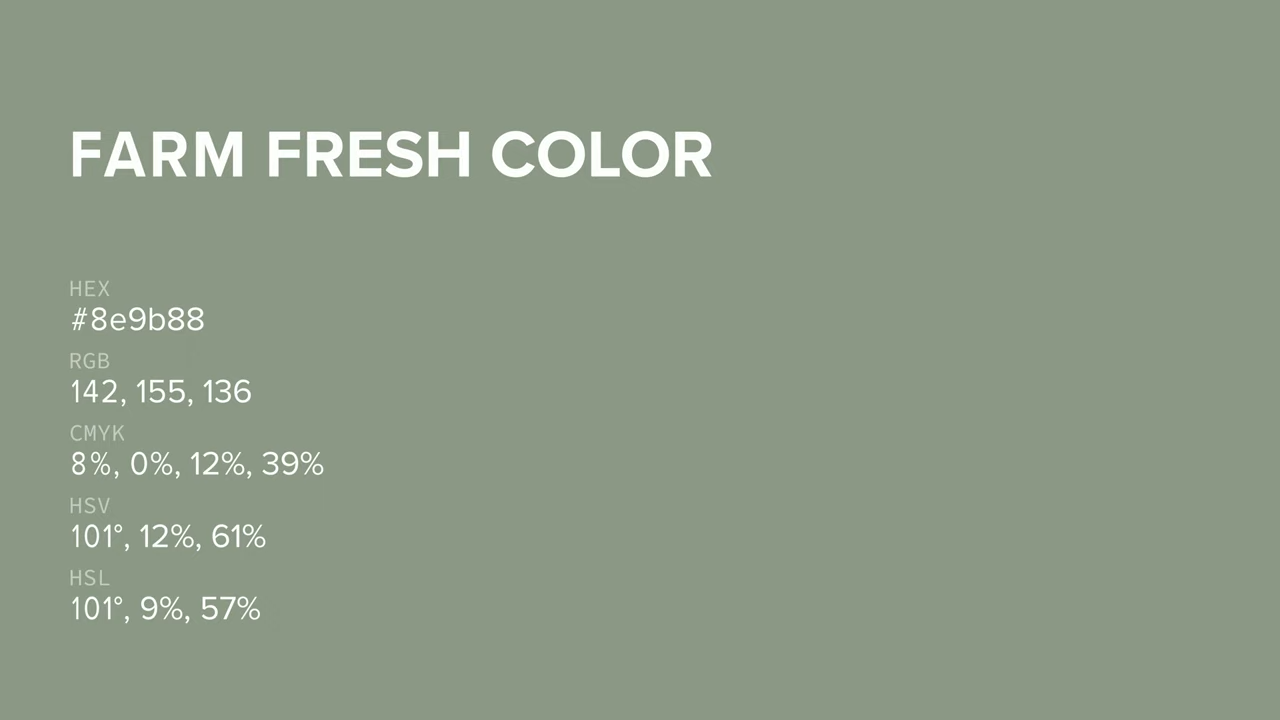 FARM FRESH COLOR
HEX
#8e9b88
RGB
142, 155, 136
CMYK
8%, 0%, 12%, 39%
HSV
101°, 12%, 61%
HSL
101°, 9%, 57%